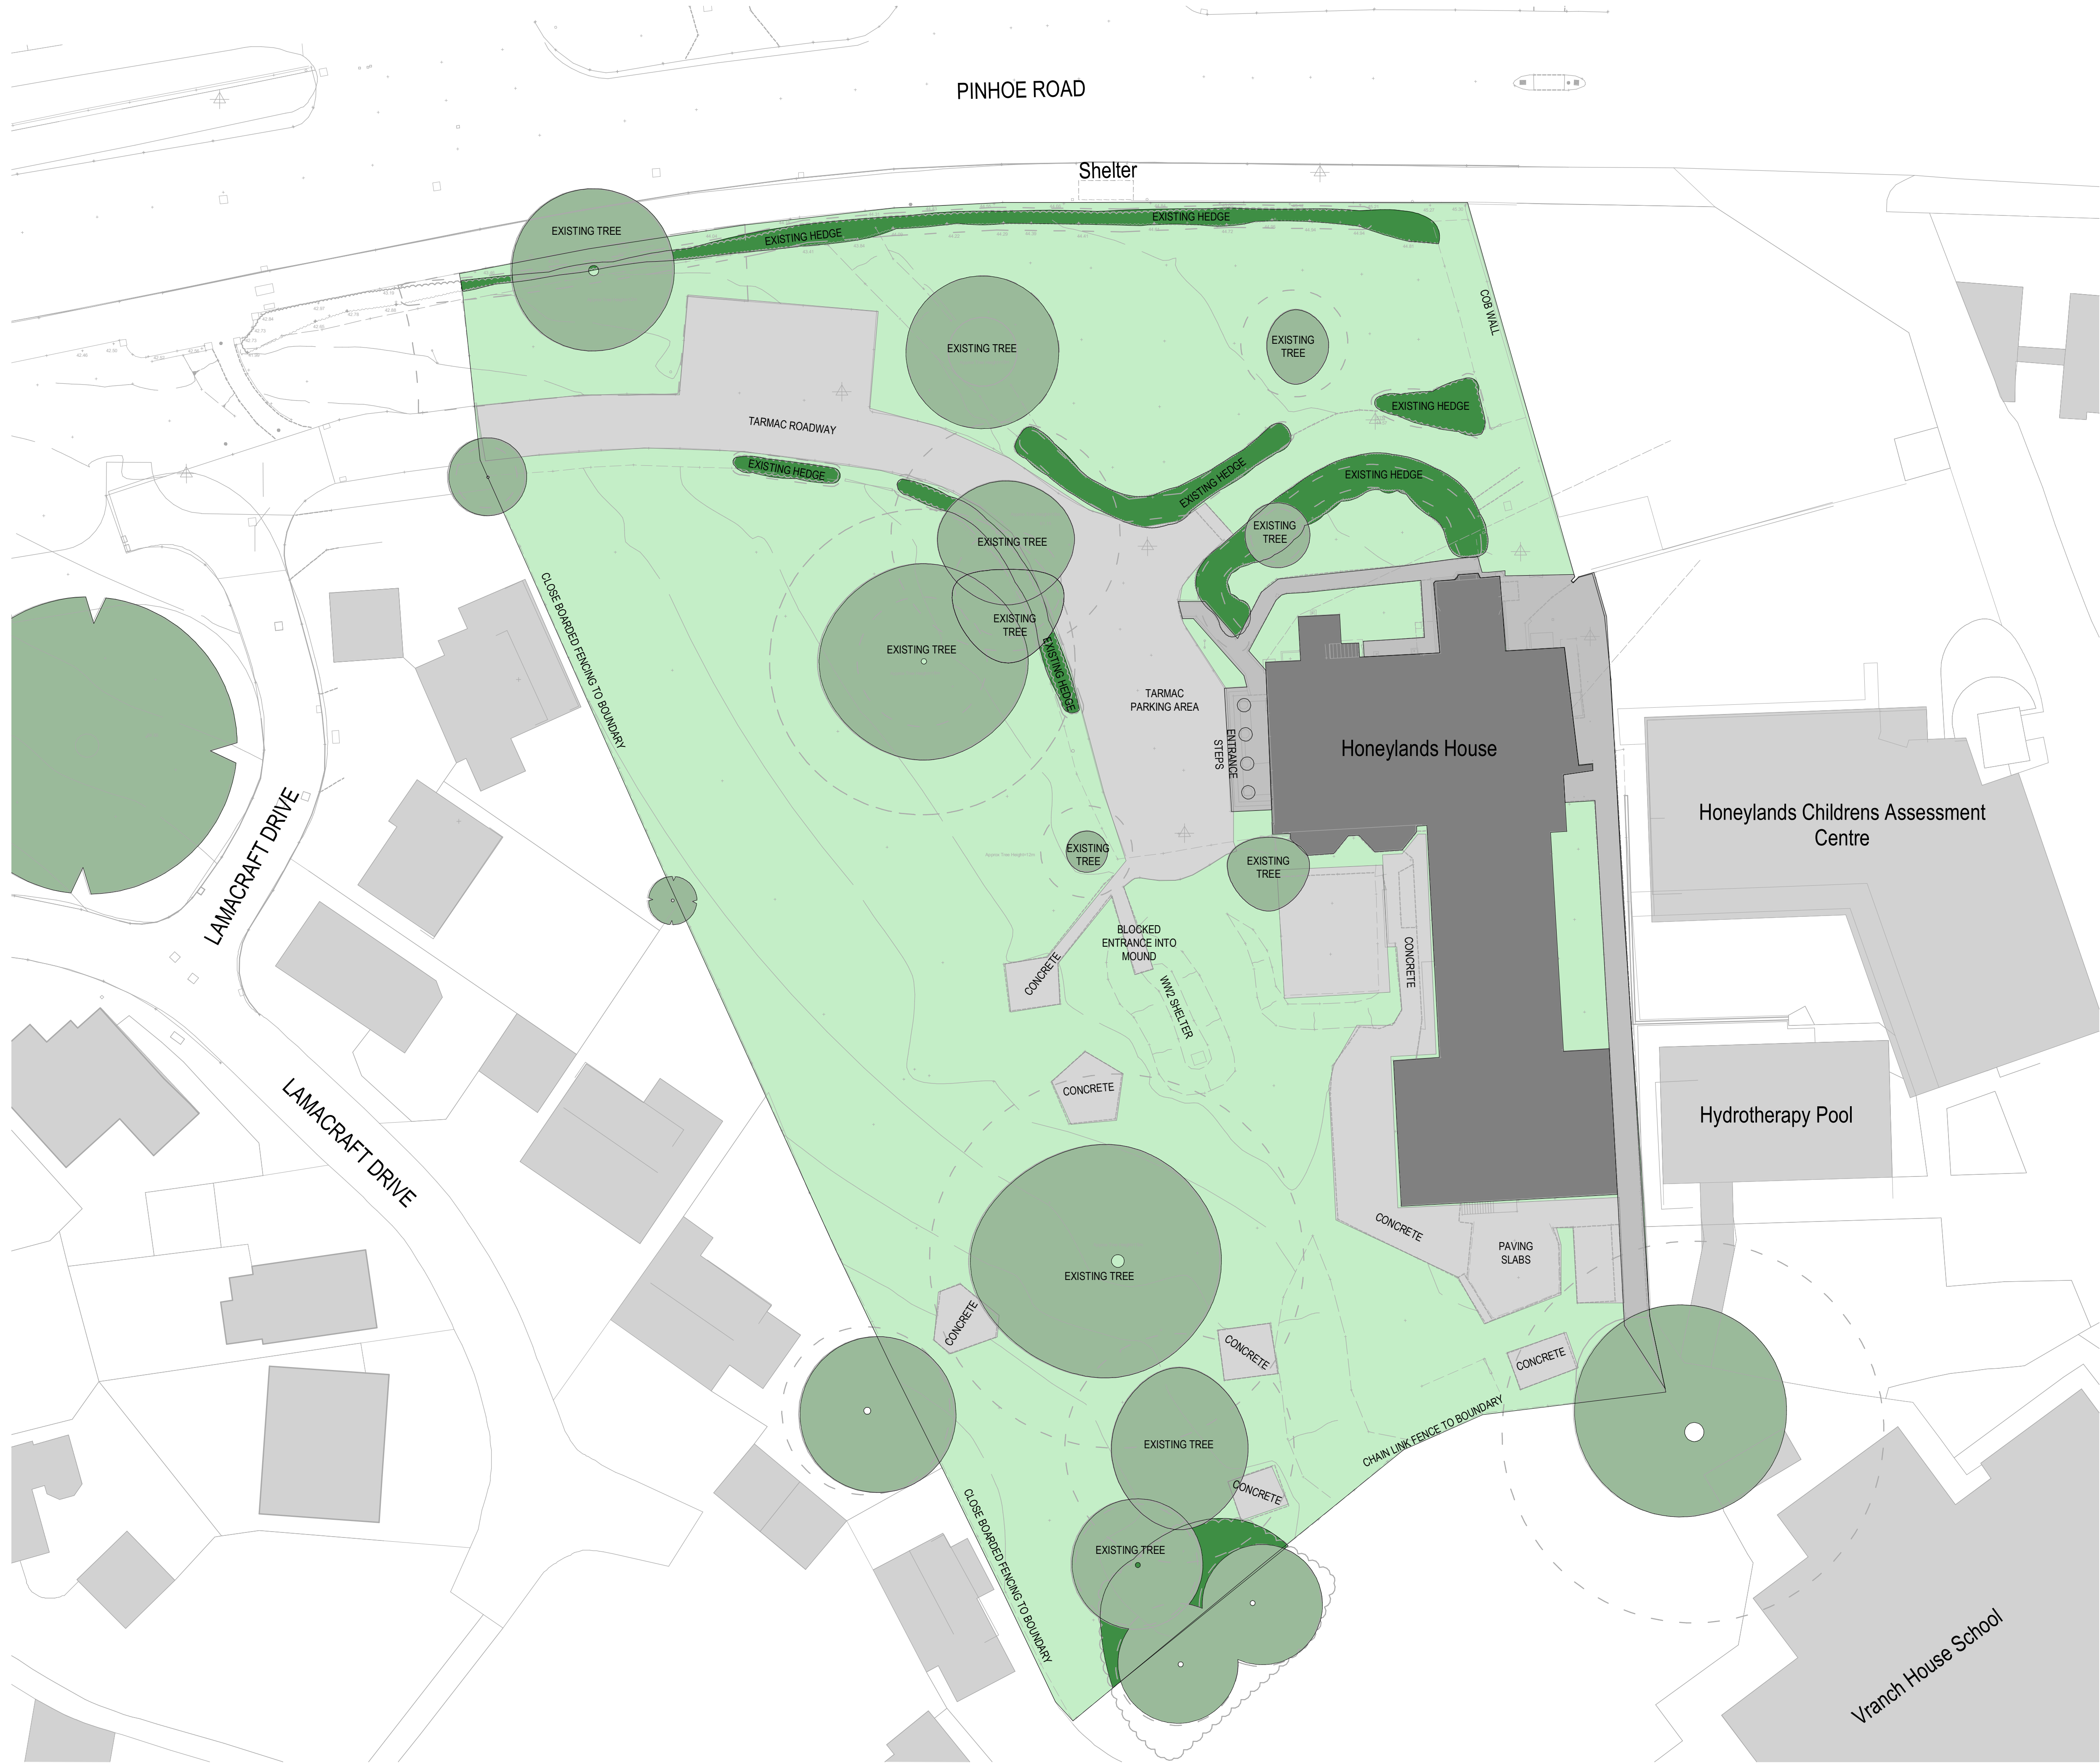 PINHOE ROAD
Shelter
EXISTING HEDGE
EXISTING TREE
EXISTING HEDGE
COB WALL
EXISTING TREE
EXISTING
TREE
EXISTING HEDGE
TARMAC ROADWAY
EXISTING HEDGE
EXISTING HEDGE
EXISTING HEDGE
EXISTING
TREE
EXISTING TREE
CLOSE BOARDED FENCING TO BOUNDARY
EXISTING
TREE
EXISTING TREE
EXISTING HEDGE
TARMAC
PARKING AREA
ENTRANCE
STEPS
Honeylands House
Honeylands Childrens Assessment
Centre
LAMACRAFT DRIVE
EXISTING
TREE
EXISTING
TREE
BLOCKED
ENTRANCE INTO
MOUND
CONCRETE
CONCRETE
WW2 SHELTER
CONCRETE
Hydrotherapy Pool
LAMACRAFT DRIVE
CONCRETE
PAVING
SLABS
EXISTING TREE
CONCRETE
CONCRETE
CONCRETE
CHAIN LINK FENCE TO BOUNDARY
EXISTING TREE
CONCRETE
CLOSE BOARDED FENCING TO BOUNDARY
EXISTING TREE
Vranch House School